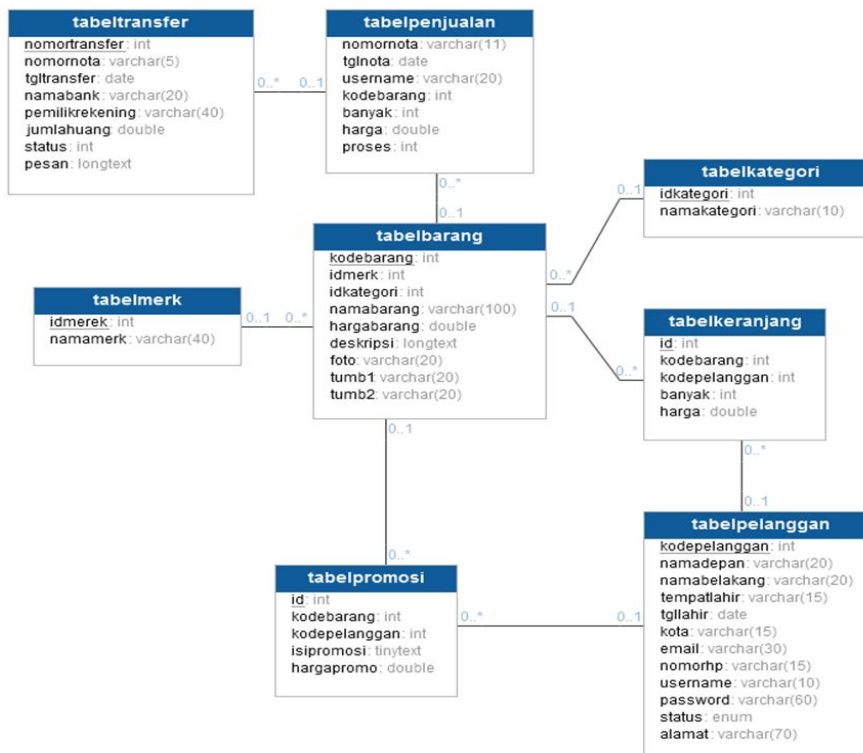 tabeltransfer
nomortransfer: int
nomornota: varchar(5)
tgltransfer: date
namabank: varchar(20)
pemilikrekening: varchar(40)
jumlahuang: double
status: int
pesan: longtext
0..* 0..1
tabelpenjualan
nomornota: varchar(11)
tglnota: date
username: varchar(20)
kodebarang: int
banyak: int
harga: double
proses: int
0..*
0..1
tabelkategori
idkategori: int
namakategori: varchar(10)
0..1
0..*
tabelbarang
kodebarang: int
idmerk: int
idkategori: int
namabarang: varchar(100)
hargabarang: double
deskripsi: longtext
foto: varchar(20)
tumb1: varchar(20)
tumb2: varchar(20)
tabelmerk
idmerek: int
namamerk: varchar(40)
0..1 0..*
0..1
0..*
tabelkeranjang
id: int
kodebarang: int
kodepelanggan: int
banyak: int
harga: double
0..*
0..1
0..1
0..*
tabelpromosi
id: int
kodebarang: int
kodepelanggan: int
isipromosi: tinytext
hargapromo: double
0..* 0..1
tabelpelanggan
kodepelanggan: int
namadepan: varchar(20)
namabelakang: varchar(20)
tempatlahir: varchar(15)
tgllahir: date
kota: varchar(15)
email: varchar(30)
nomorhp: varchar(15)
username: varchar(10)
password: varchar(60)
status: enum
alamat: varchar(70)